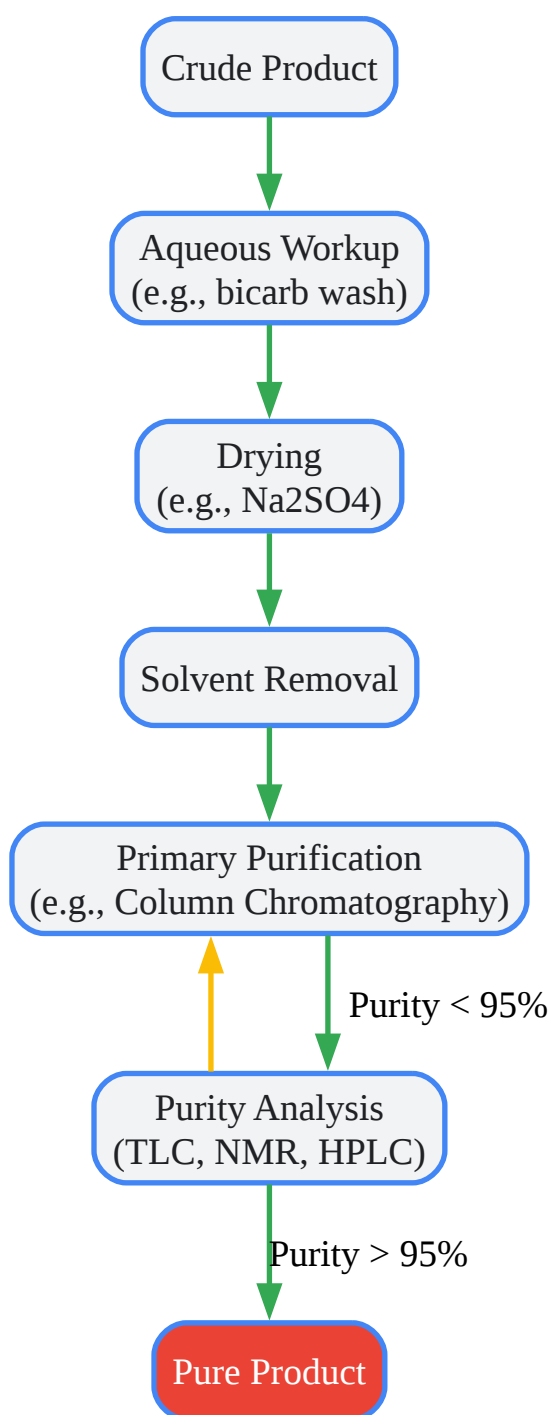 Crude Product
Aqueous Workup
(e.g., bicarb wash)
Drying
(e.g., Na2SO4)
Solvent Removal
Primary Purification
(e.g., Column Chromatography)
Purity < 95%
Purity Analysis
(TLC, NMR, HPLC)
Purity > 95%
Pure Product